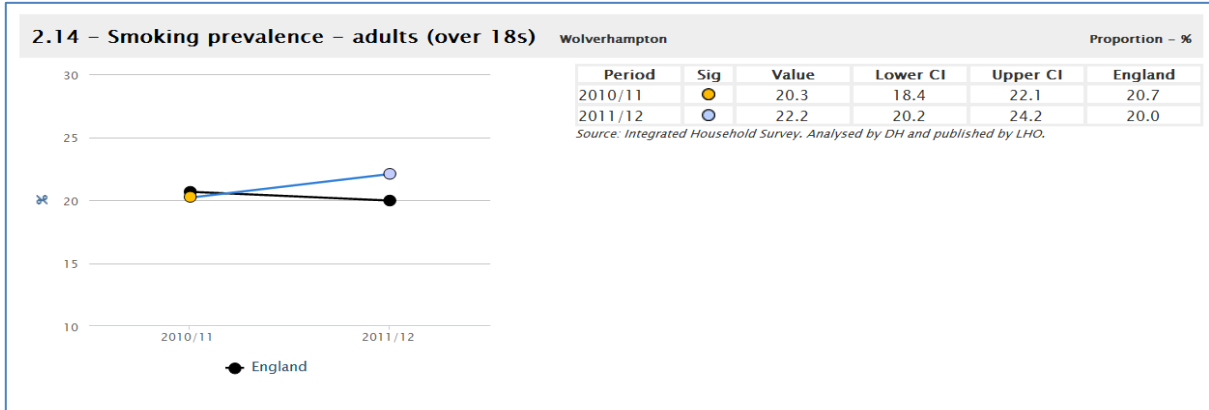 2.14 – Smoking prevalence – adults (over 18s) Wolverhampton Proportion – %
Period Sig Value Lower CI Upper CI England
2010/11 20.3 18.4 22.1 20.7
2011/12 22.2 20.2 24.2 20.0
Source: Integrated Household Survey. Analysed by DH and published by LHO.
30
25
%
20
15
10
2010/11 2011/12
England